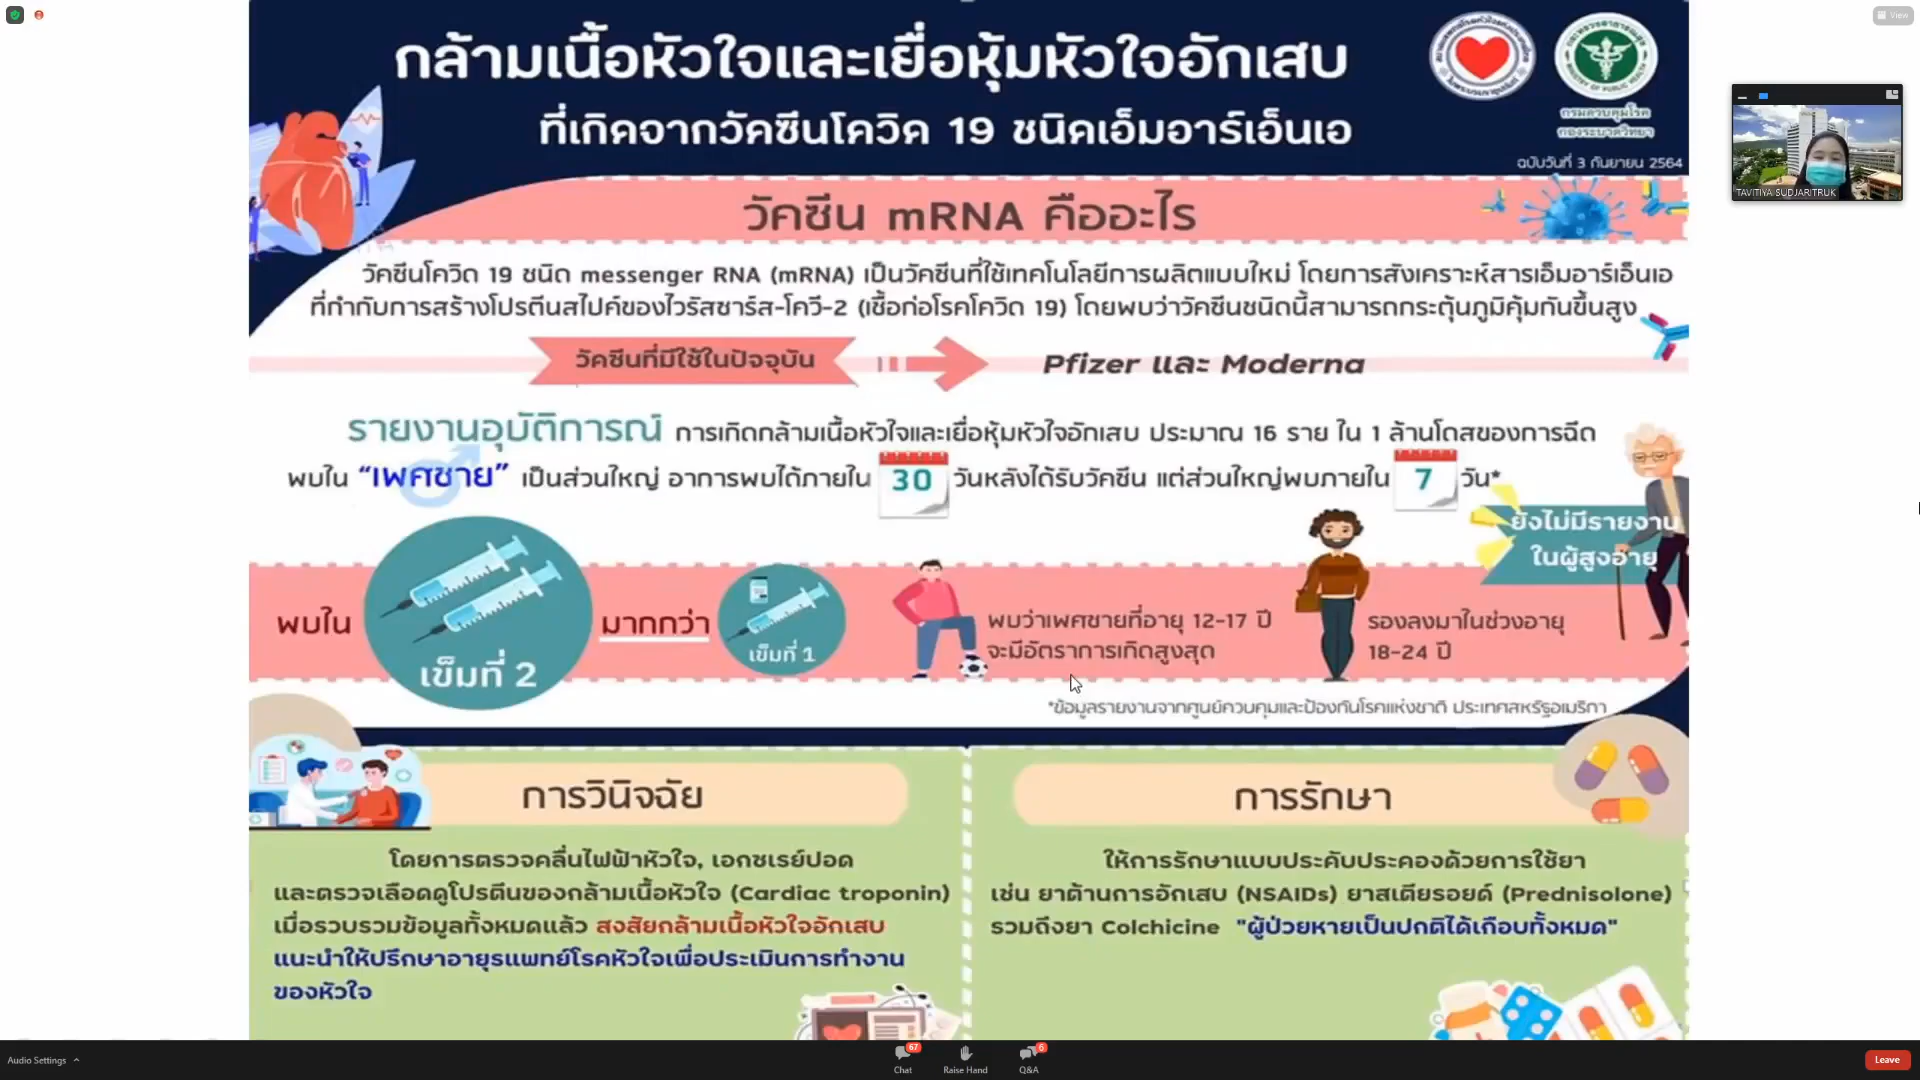 View
กล้ามเนื้อหัวใจและเยื่อหุ้มหัวใจอักเสบ
ที่เกิดจากวัคซีนโควิด 19 ชนิดเอ็มอาร์เอ็นเอ
กรมควบคุมโรค
กองระบาดวิทยา
ฉบับวันที่ 3 กันยายน 2564
TAVITIYA SUDJARITRUK
วัคซีน mRNA คืออะไร
วัคซีนโควิด 19 ชนิด messenger RNA (mRNA) เป็นวัคซีนที่ใช้เทคโนโลยีการผลิตแบบใหม่ โดยการสังเคราะห์สารเอ็มอาร์เอ็นเอ
ที่กำกับการสร้างโปรตีนสไปค์ของไวรัสซาร์ส-โควี-2 (เชื้อก่อโรคโควิด 19) โดยพบว่าวัคซีนชนิดนี้สามารถกระตุ้นภูมิคุ้มกันขึ้นสูง
วัคซีนที่มีใช้ในปัจจุบัน
Pfizer และ Moderna
รายงานอุบัติการณ์ การเกิดกล้ามเนื้อหัวใจและเยื่อหุ้มหัวใจอักเสบ ประมาณ 16 ราย ใน 1 ล้านโดสของการฉีด
พบใน “เพศชาย” เป็นส่วนใหญ่ อาการพบได้ภายใน 30 วันหลังได้รับวัคซีน แต่ส่วนใหญ่พบภายใน 7 วัน*
ยังไม่มีรายงาน
ในผู้สูงอายุ
พบใน เข็มที่ 2 มากกว่า เข็มที่ 1
พบว่าเพศชายที่อายุ 12-17 ปี
จะมีอัตราการเกิดสูงสุด
รองลงมาในช่วงอายุ
18-24 ปี
*ข้อมูลรายงานจากศูนย์ควบคุมและป้องกันโรคแห่งชาติ ประเทศสหรัฐอเมริกา
การวินิจฉัย
โดยการตรวจคลื่นไฟฟ้าหัวใจ, เอกซเรย์ปอด
และตรวจเลือดดูโปรตีนของกล้ามเนื้อหัวใจ (Cardiac troponin)
เมื่อรวบรวมข้อมูลทั้งหมดแล้ว สงสัยกล้ามเนื้อหัวใจอักเสบ
แนะนำให้ปรึกษาอายุรแพทย์โรคหัวใจเพื่อประเมินการทำงาน
ของหัวใจ
การรักษา
ให้การรักษาแบบประคับประคองด้วยการใช้ยา
เช่น ยาต้านการอักเสบ (NSAIDs) ยาสเตียรอยด์ (Prednisolone)
รวมถึงยา Colchicine "ผู้ป่วยหายเป็นปกติได้เกือบทั้งหมด"
Audio Settings
67
Chat
Raise Hand
6
Q&A
Leave